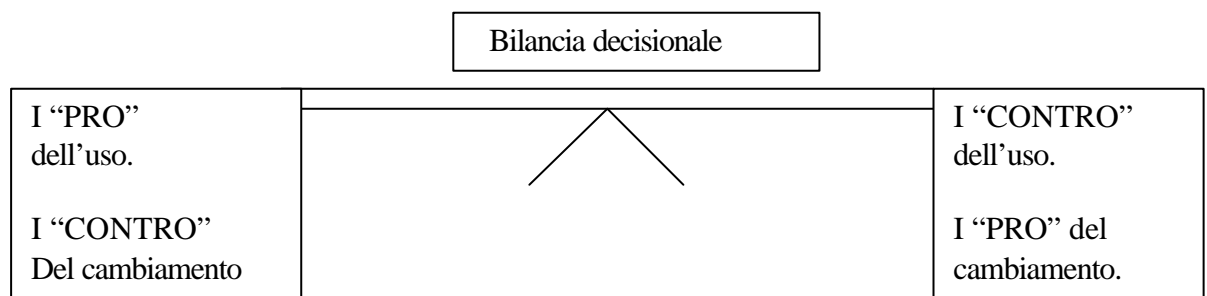 Bilancia decisionale
I “PRO”
dell’uso.
I “CONTRO”
Del cambiamento
I “CONTRO”
dell’uso.
I “PRO” del
cambiamento.